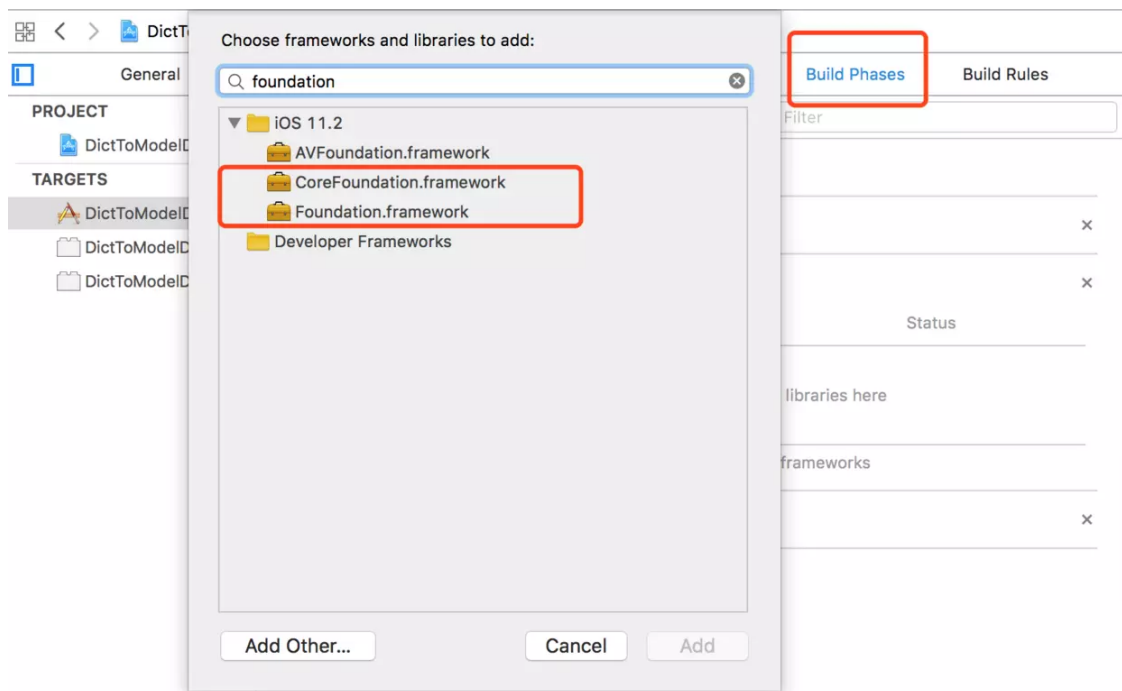 DictT
Choose frameworks and libraries to add:
General
foundation
Build Phases
Build Rules
PROJECT
DictToModelD
Filter
iOS 11.2
AVFoundation.framework
TARGETS
CoreFoundation.framework
DictToModelD
Foundation.framework
DictToModelD
Developer Frameworks
DictToModelD
Status
libraries here
frameworks
Add Other...
Cancel
Add